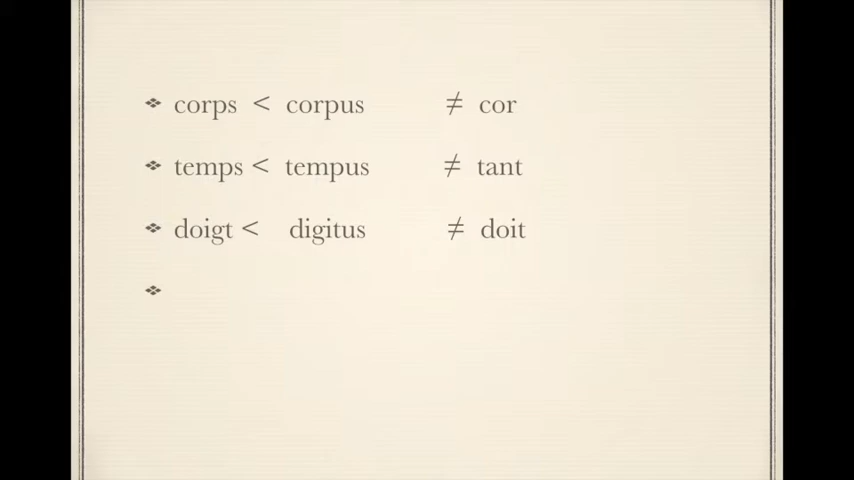 ❖ corps < corpus ≠ cor
❖ temps < tempus ≠ tant
❖ doigt < digitus ≠ doit
❖